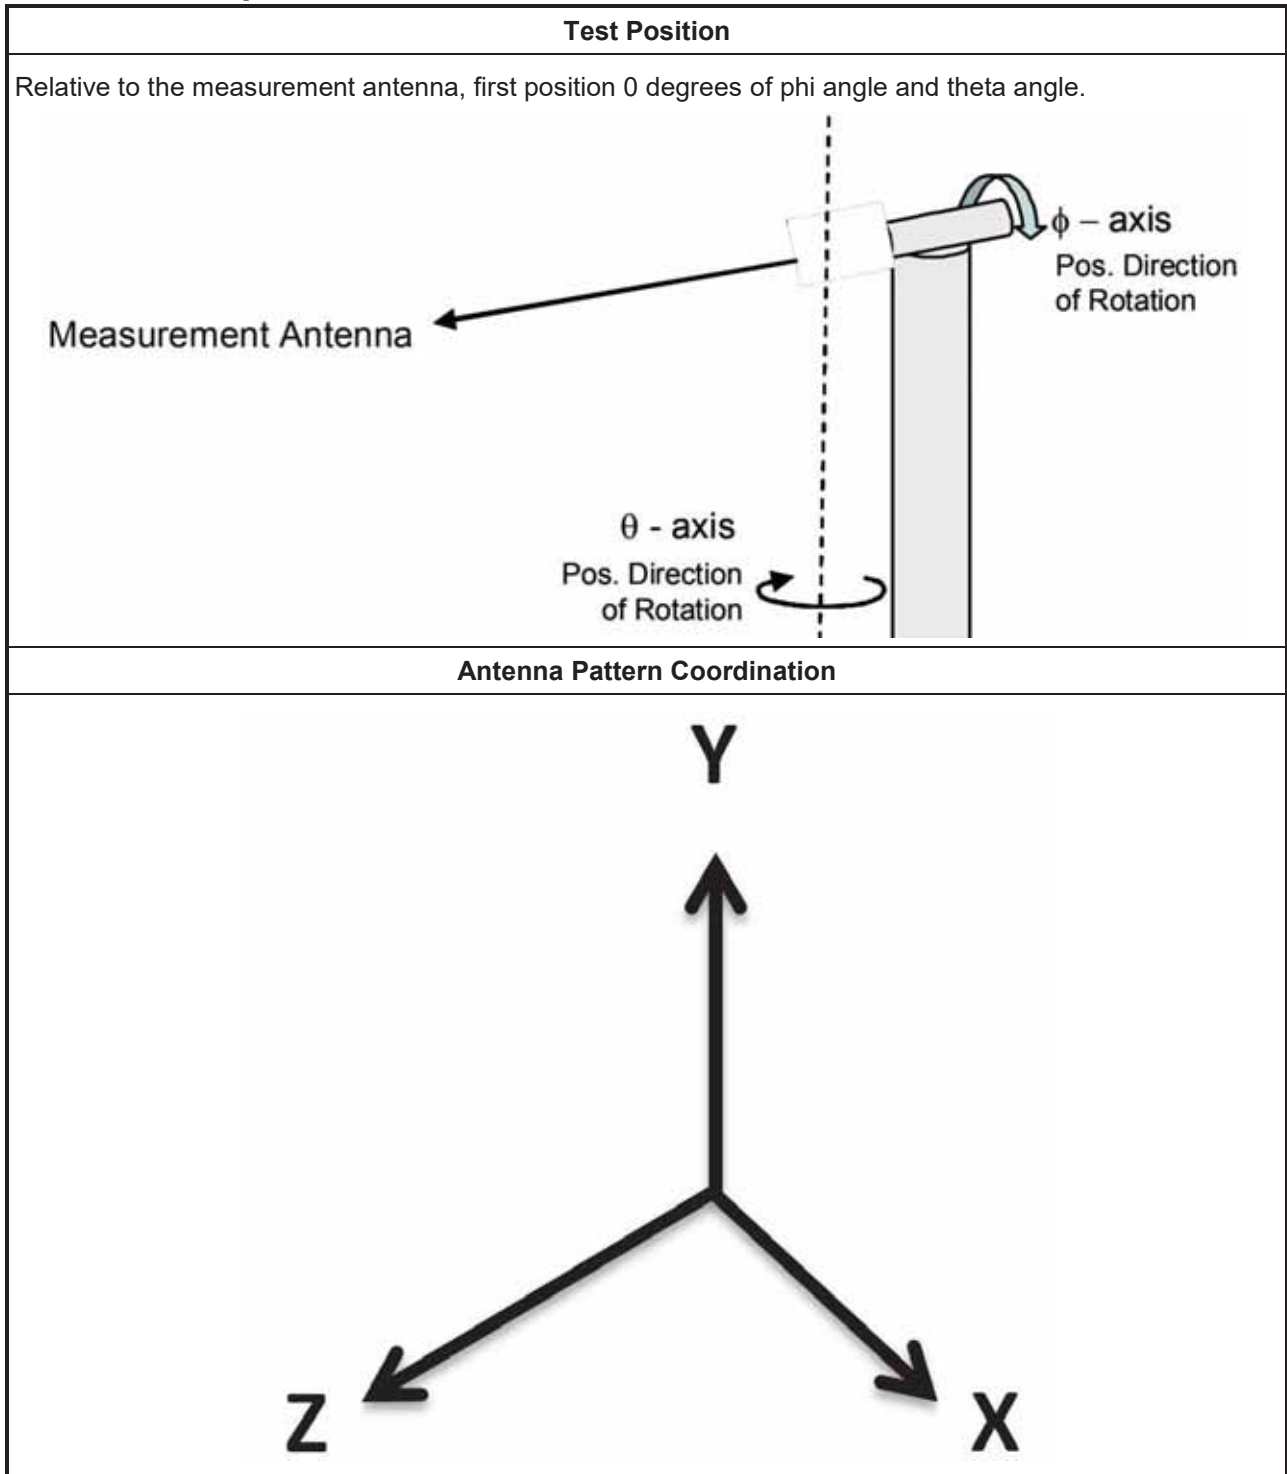 Test Position
Relative to the measurement antenna, first position 0 degrees of phi angle and theta angle.
ϕ – axis
Pos. Direction
of Rotation
Measurement Antenna
θ - axis
Pos. Direction
of Rotation
Antenna Pattern Coordination
Y
Z
X